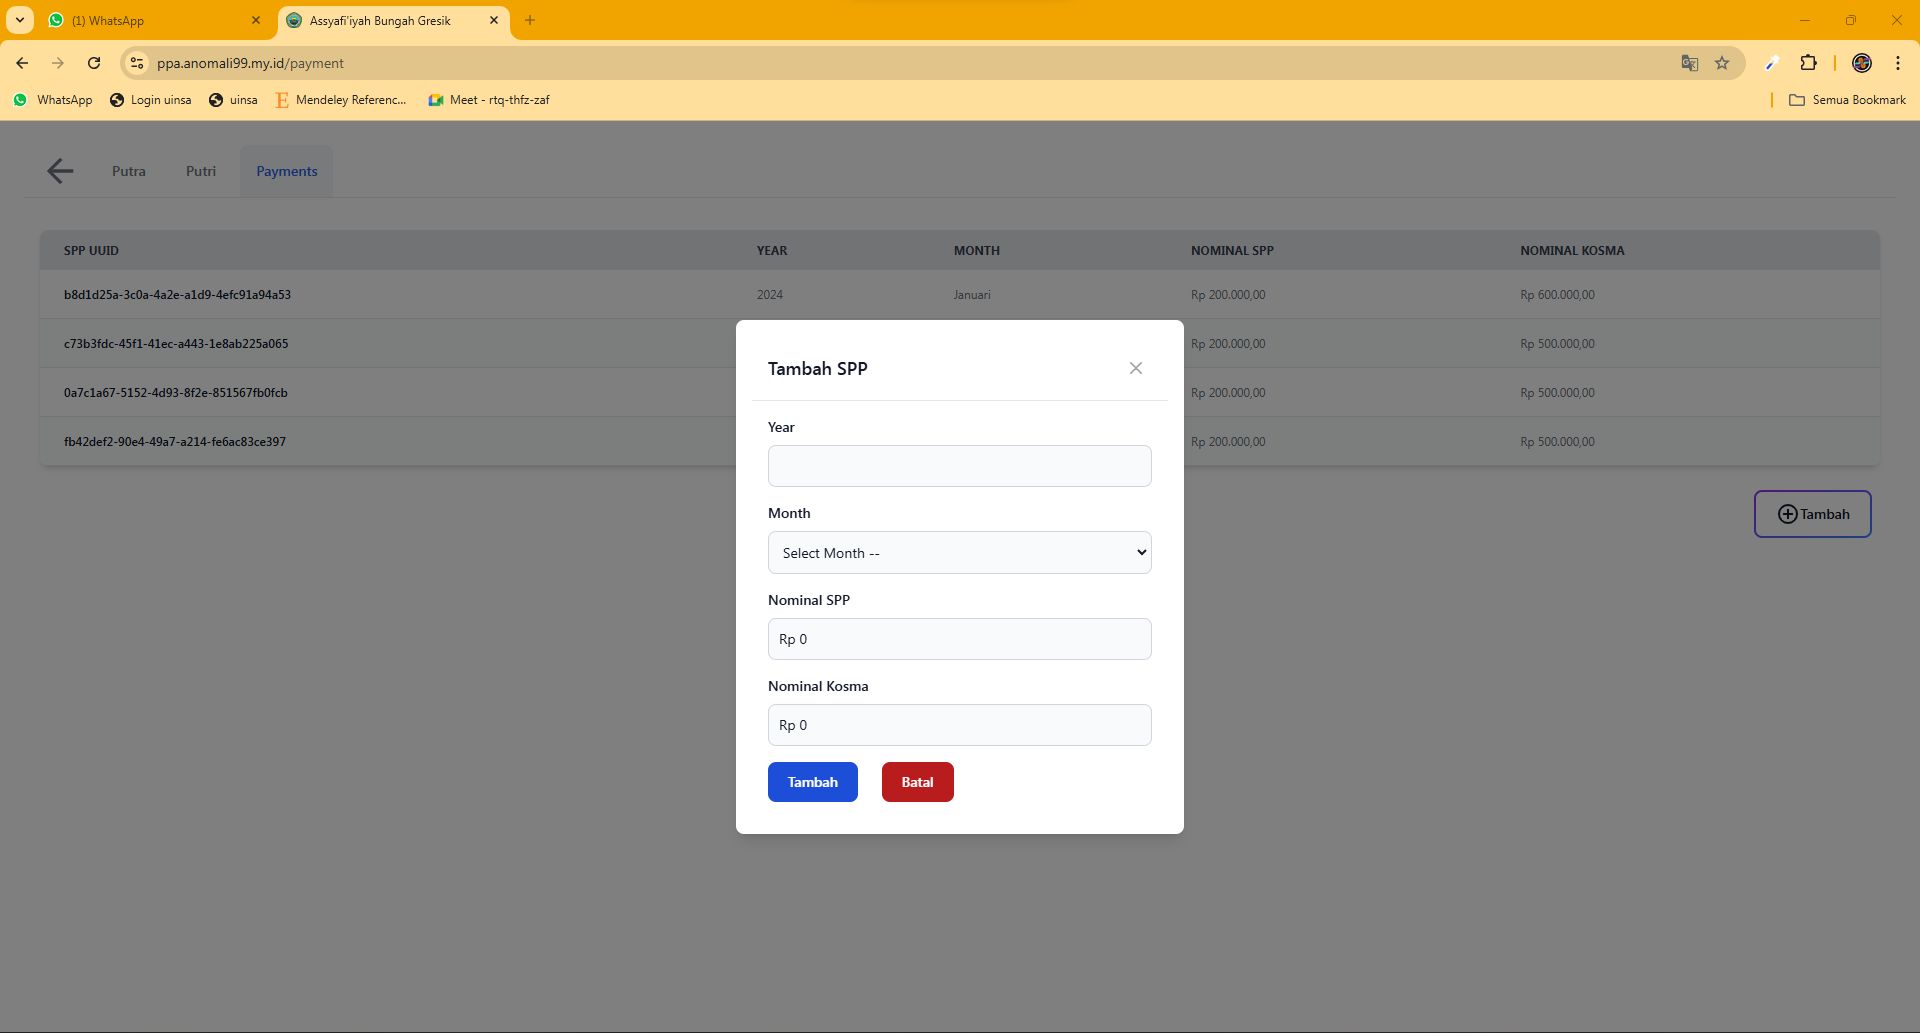 (1) WhatsApp
Assyafi'iyah Bungah Gresik
ppa.anomali99.my.id/payment
WhatsApp
Login uinsa
uinsa
Mendeley Referenc...
Meet - rtq-thfz-zaf
Semua Bookmark
Putra
Putri
Payments
SPP UUID YEAR MONTH NOMINAL SPP NOMINAL KOSMA
b8d1d25a-3c0a-4a2e-a1d9-4efc91a94a53 2024 Januari Rp 200.000,00 Rp 600.000,00
c73b3fdc-45f1-41ec-a443-1e8ab225a065 Rp 200.000,00 Rp 500.000,00
0a7c1a67-5152-4d93-8f2e-851567fb0fcb Rp 200.000,00 Rp 500.000,00
fb42def2-90e4-49a7-a214-fe6ac83ce397 Rp 200.000,00 Rp 500.000,00
Tambah
Tambah SPP
Year
Month
Select Month --
Nominal SPP
Rp 0
Nominal Kosma
Rp 0
Tambah
Batal